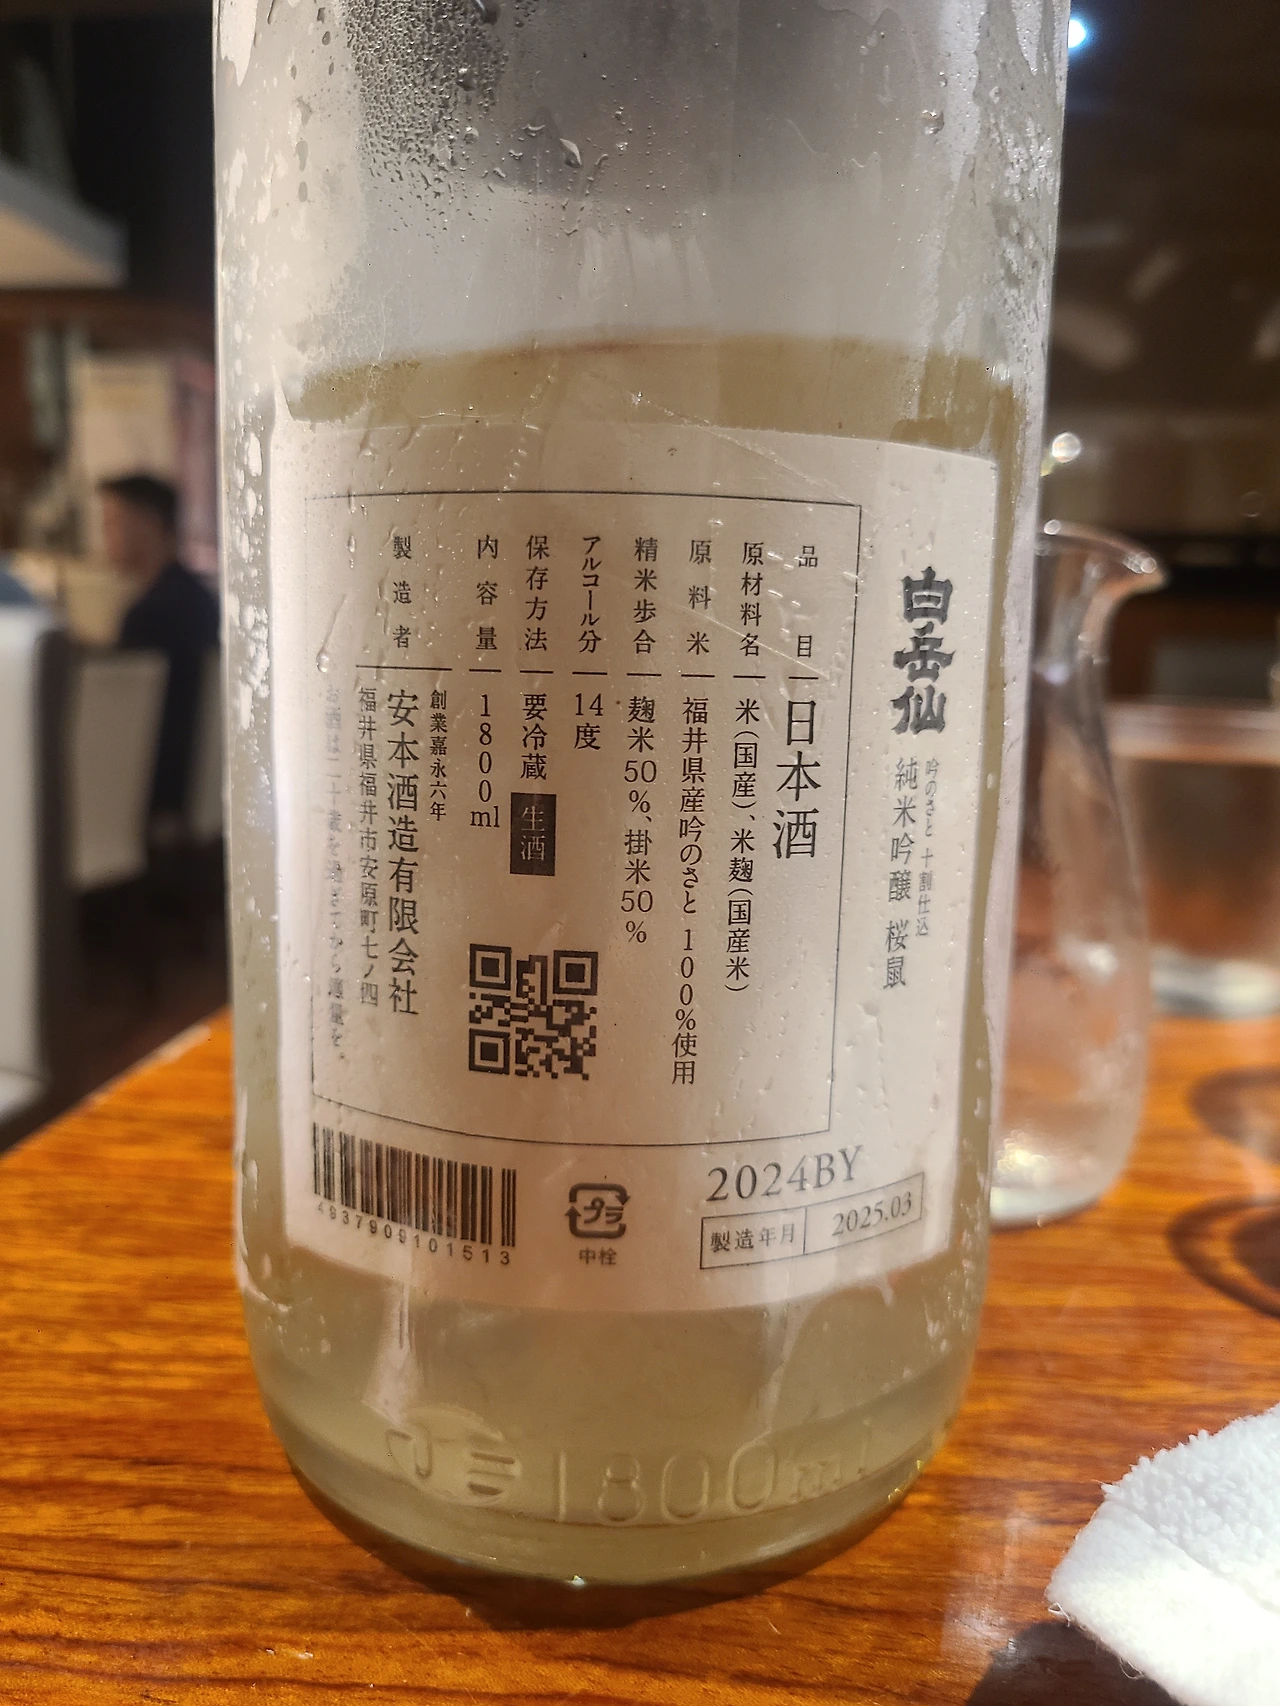 白岳仙
吟のさと 十割仕込
純米吟醸 桜鼠
品目 日本酒
原材料名 米(国産)、米麹(国産米)
原料米 福井県産吟のさと 100%使用
精米歩合 麹米50%、掛米50%
アルコール分 14度
保存方法 要冷蔵 生酒
内容量 1800ml
製造者
創業嘉永六年
安本酒造有限会社
福井県福井市安原町七ノ四
お酒は二十歳を過ぎてから適量を。
2024BY
製造年月 2025.03
プラ
中栓
4937909101513
1800ml